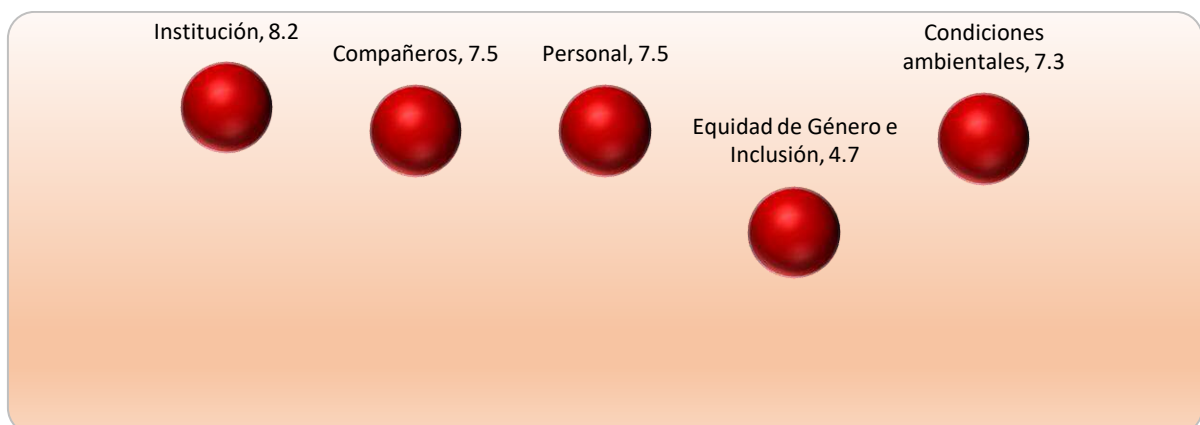 Institución, 8.2
Compañeros, 7.5
Personal, 7.5
Equidad de Género e
Inclusión, 4.7
Condiciones
ambientales, 7.3